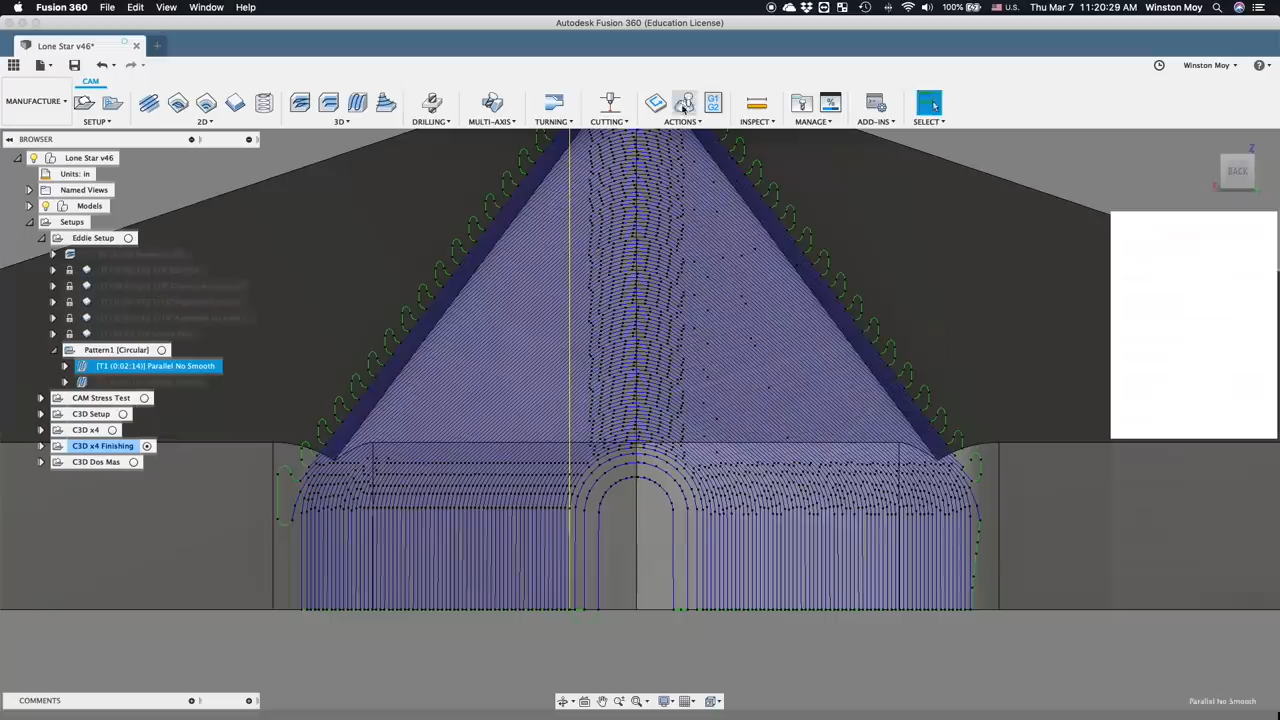 Fusion 360 File Edit View Window Help 100% U.S. Thu Mar 7 11:20:29 AM Winston Moy
Autodesk Fusion 360 (Education License)
Lone Star v46*
Winston Moy
CAM
MANUFACTURE
SETUP 2D 3D DRILLING MULTI-AXIS TURNING CUTTING ACTIONS INSPECT MANAGE ADD-INS SELECT
G1
G2
BROWSER
Lone Star v46
Units: in
Named Views
Models
Setups
Eddie Setup
Pattern1 [Circular]
[T1 (0:02:14)] Parallel No Smooth
CAM Stress Test
C3D Setup
C3D x4
C3D x4 Finishing
C3D Dos Mas
Z
BACK
X
COMMENTS
Parallel No Smooth